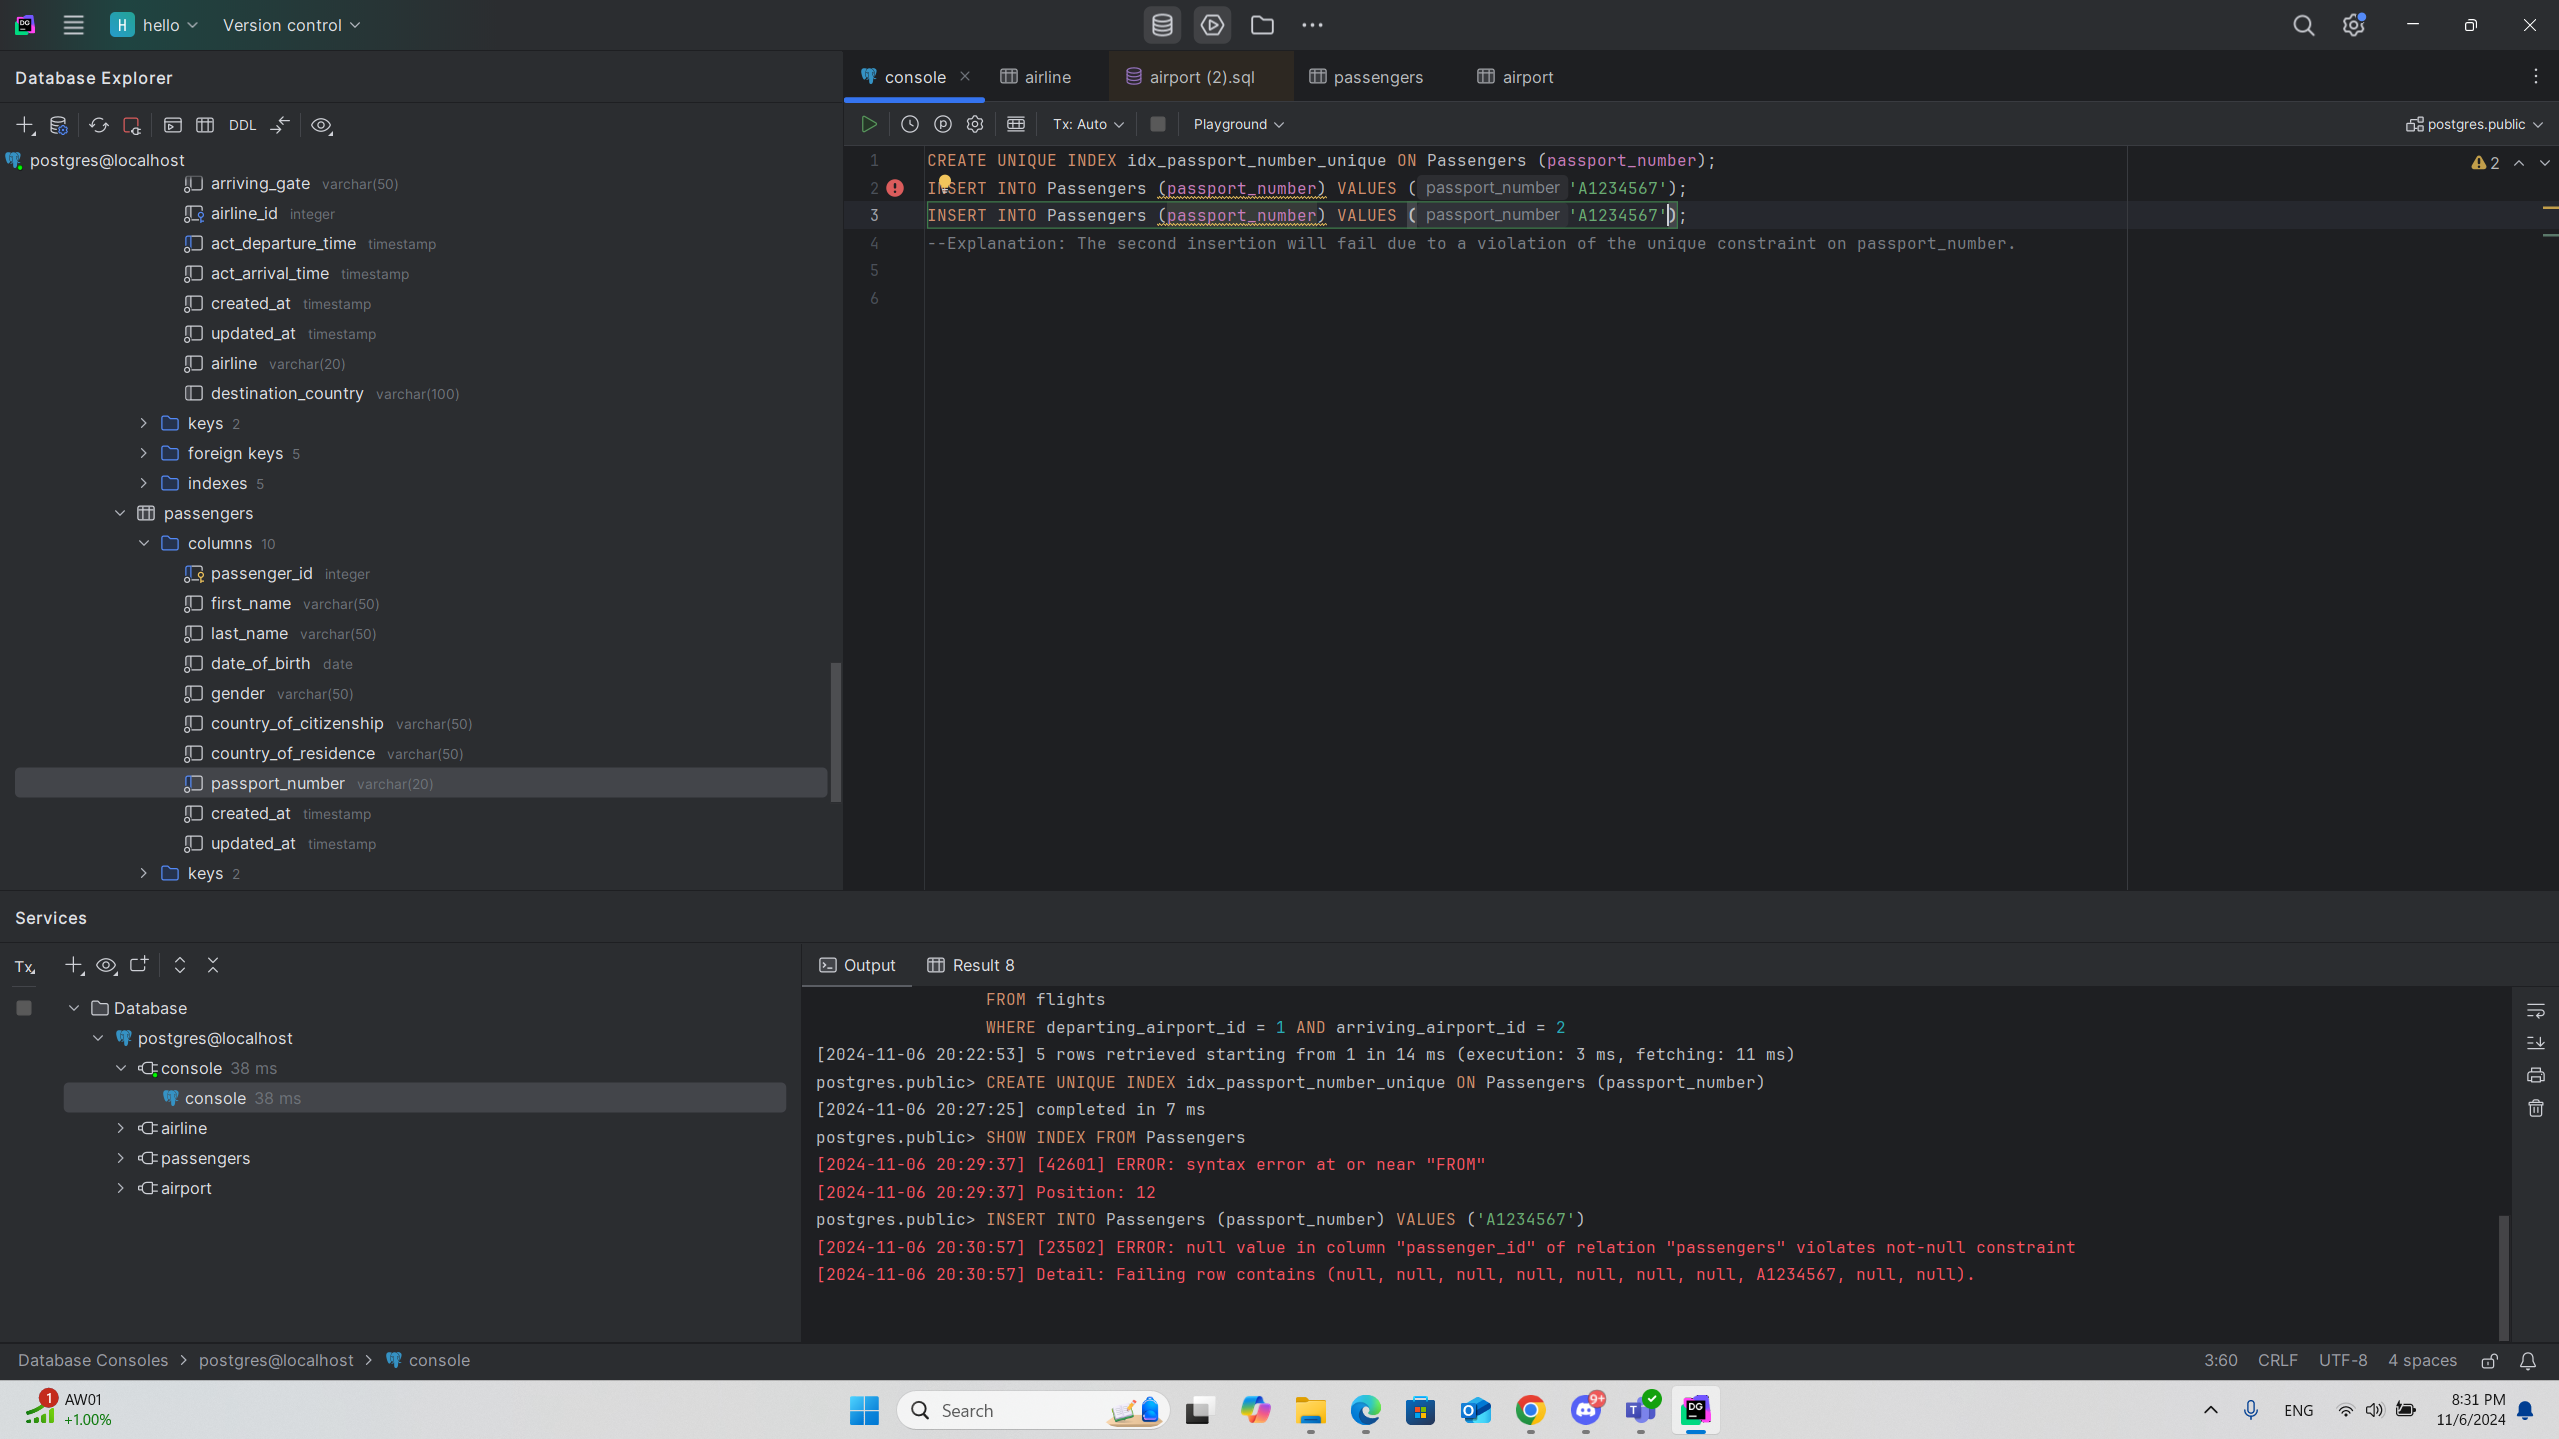 H hello Version control
Database Explorer
DDL
postgres@localhost
arriving_gate varchar(50)
airline_id integer
act_departure_time timestamp
act_arrival_time timestamp
created_at timestamp
updated_at timestamp
airline varchar(20)
destination_country varchar(100)
keys 2
foreign keys 5
indexes 5
passengers
columns 10
passenger_id integer
first_name varchar(50)
last_name varchar(50)
date_of_birth date
gender varchar(50)
country_of_citizenship varchar(50)
country_of_residence varchar(50)
passport_number varchar(20)
created_at timestamp
updated_at timestamp
keys 2
console airline airport (2).sql passengers airport
Tx: Auto Playground postgres.public
1 CREATE UNIQUE INDEX idx_passport_number_unique ON Passengers (passport_number); 2
2 INSERT INTO Passengers (passport_number) VALUES ( passport_number 'A1234567');
3 INSERT INTO Passengers (passport_number) VALUES ( passport_number 'A1234567');
4 --Explanation: The second insertion will fail due to a violation of the unique constraint on passport_number.
5
6
Services
Tx
Database
postgres@localhost
console 38 ms
console 38 ms
airline
passengers
airport
Output Result 8
FROM flights
WHERE departing_airport_id = 1 AND arriving_airport_id = 2
[2024-11-06 20:22:53] 5 rows retrieved starting from 1 in 14 ms (execution: 3 ms, fetching: 11 ms)
postgres.public> CREATE UNIQUE INDEX idx_passport_number_unique ON Passengers (passport_number)
[2024-11-06 20:27:25] completed in 7 ms
postgres.public> SHOW INDEX FROM Passengers
[2024-11-06 20:29:37] [42601] ERROR: syntax error at or near "FROM"
[2024-11-06 20:29:37] Position: 12
postgres.public> INSERT INTO Passengers (passport_number) VALUES ('A1234567')
[2024-11-06 20:30:57] [23502] ERROR: null value in column "passenger_id" of relation "passengers" violates not-null constraint
[2024-11-06 20:30:57] Detail: Failing row contains (null, null, null, null, null, null, null, A1234567, null, null).
Database Consoles > postgres@localhost > console
3:60 CRLF UTF-8 4 spaces
1 AW01
+1.00%
Search
9+
DG
ENG
8:31 PM
11/6/2024